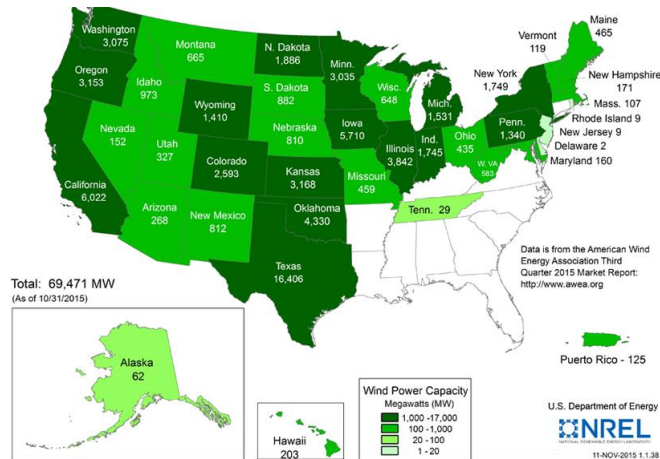 Washington
3,075
Oregon
3,153
California
6,022
Nevada
152
Idaho
973
Montana
665
Wyoming
1,410
Utah
327
Colorado
2,593
Arizona
268
New Mexico
812
N. Dakota
1,886
S. Dakota
882
Nebraska
810
Kansas
3,168
Oklahoma
4,330
Texas
16,406
Minn.
3,035
Iowa
5,710
Missouri
459
Wisc.
648
Illinois
3,842
Mich.
1,531
Ind.
1,745
Ohio
435
W. VA
583
Tenn. 29
Penn.
1,340
New York
1,749
Vermont
119
Maine
465
New Hampshire
171
Mass. 107
Rhode Island 9
New Jersey 9
Delaware 2
Maryland 160
Data is from the American Wind
Energy Association Third
Quarter 2015 Market Report:
http://www.awea.org
Total: 69,471 MW
(As of 10/31/2015)
Alaska
62
Hawaii
203
Puerto Rico - 125
Wind Power Capacity
Megawatts (MW)
1,000 -17,000
100 -1,000
20 - 100
1 - 20
U.S. Department of Energy
NREL
NATIONAL RENEWABLE ENERGY LABORATORY
11-NOV-2015 1.1.38